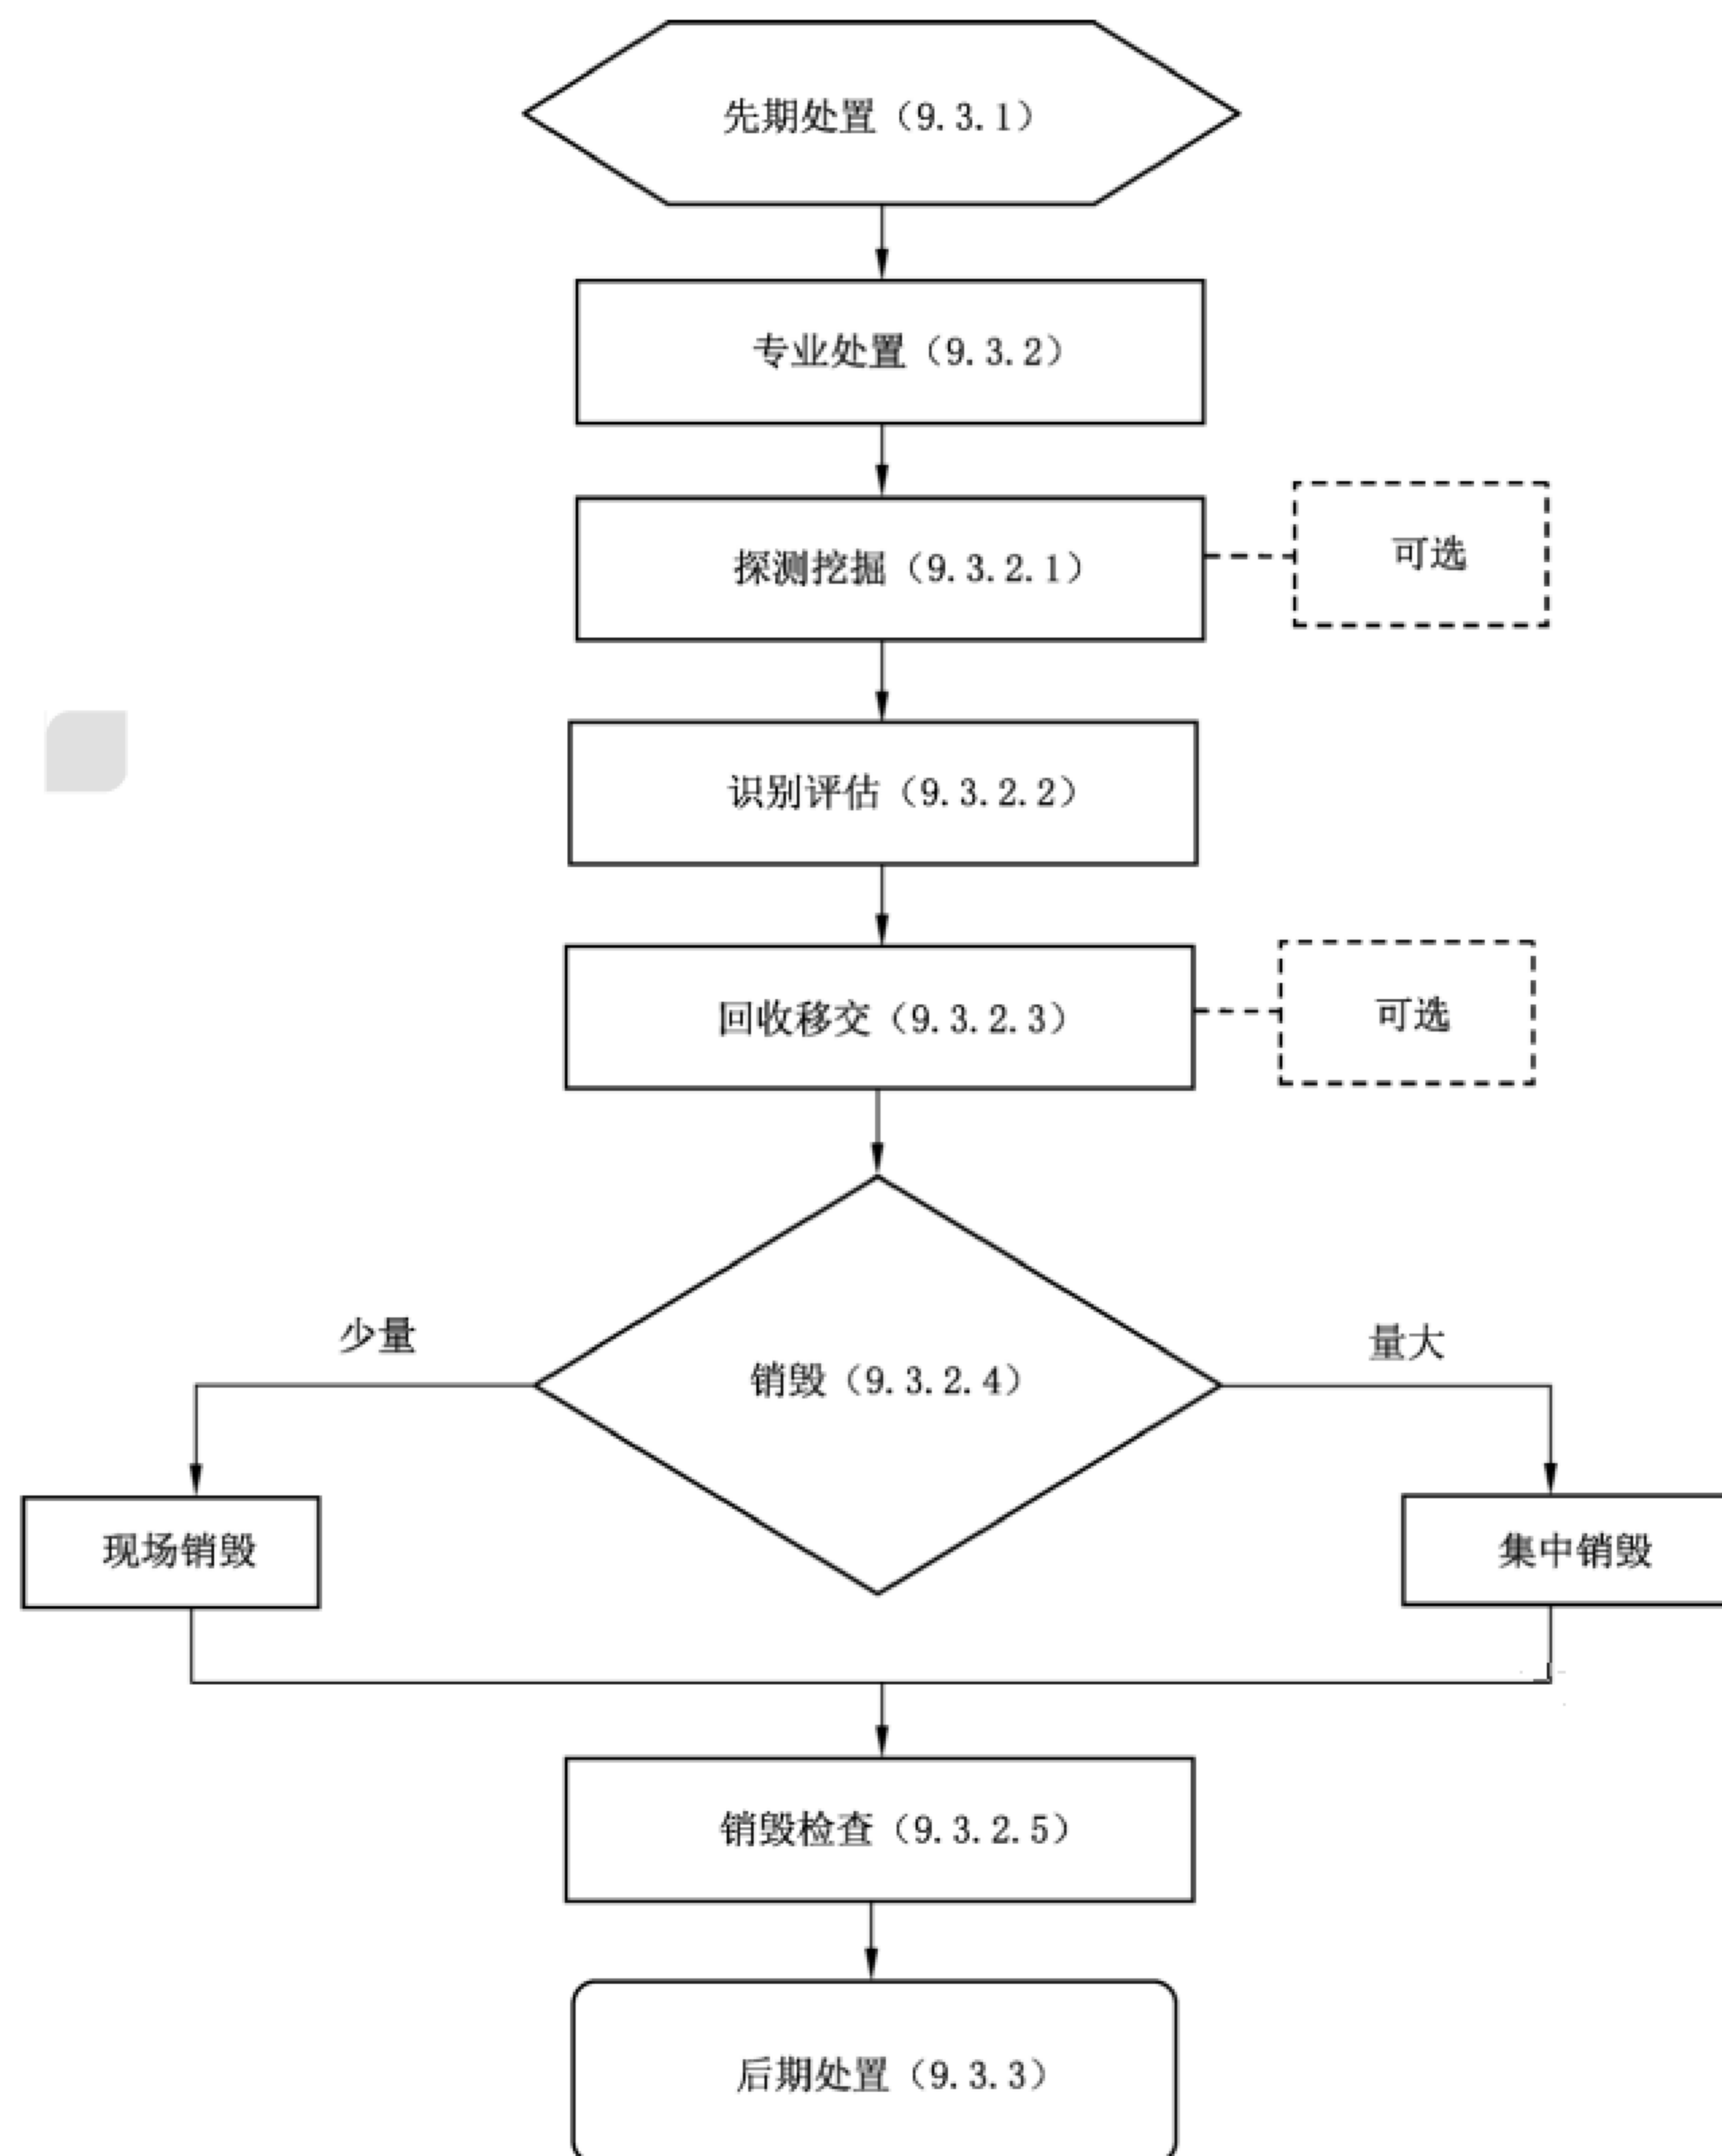 先期处置（9.3.1）
专业处置（9.3.2）
探测挖掘（9.3.2.1）
可选
识别评估（9.3.2.2）
回收移交（9.3.2.3）
可选
少量
量大
销毁（9.3.2.4）
现场销毁
集中销毁
销毁检查（9.3.2.5）
后期处置（9.3.3）